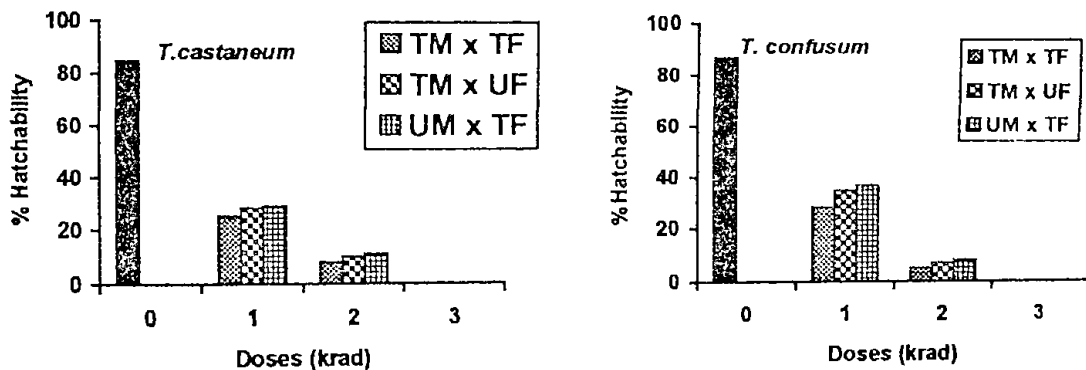 100
80
60
40
20
0
% Hatchability
T.castaneum
TM x TF
TM x UF
UM x TF
0 1 2 3
Doses (krad)
100
80
60
40
20
0
% Hatchability
T. confusum
TM x TF
TM x UF
UM x TF
0 1 2 3
Doses (krad)